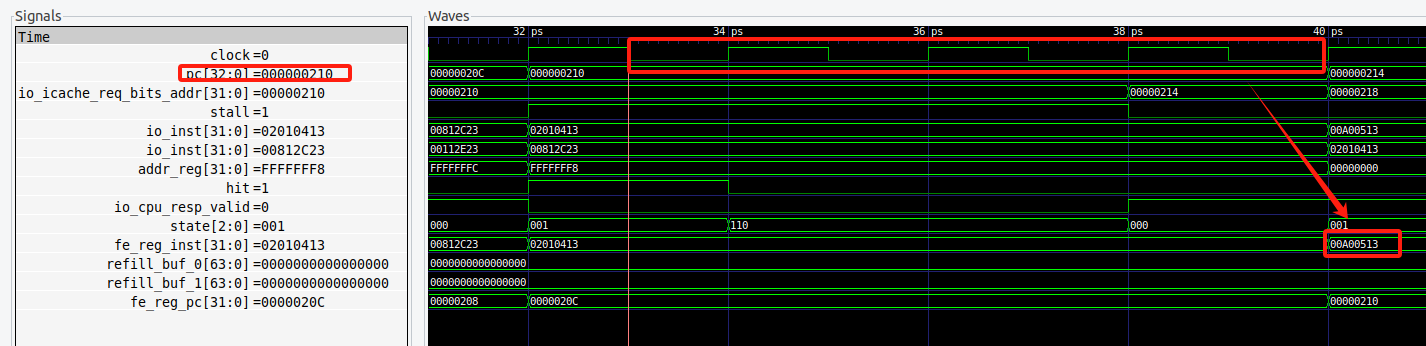 Signals
Waves
Time
32 ps
34 ps
36 ps
38 ps
40 ps
clock =0
pc[32:0] =000000210
00000020C
000000210
000000214
io_icache_req_bits_addr[31:0] =00000210
00000210
00000214
00000218
stall =1
io_inst[31:0] =02010413
00812C23
02010413
00A00513
io_inst[31:0] =00812C23
00112E23
00812C23
02010413
addr_reg[31:0] =FFFFFFF8
FFFFFFFC
FFFFFFF8
00000000
hit =1
io_cpu_resp_valid =0
state[2:0] =001
000
001
110
000
001
fe_reg_inst[31:0] =02010413
00812C23
02010413
00A00513
refill_buf_0[63:0] =0000000000000000
0000000000000000
refill_buf_1[63:0] =0000000000000000
0000000000000000
fe_reg_pc[31:0] =0000020C
00000208
0000020C
00000210